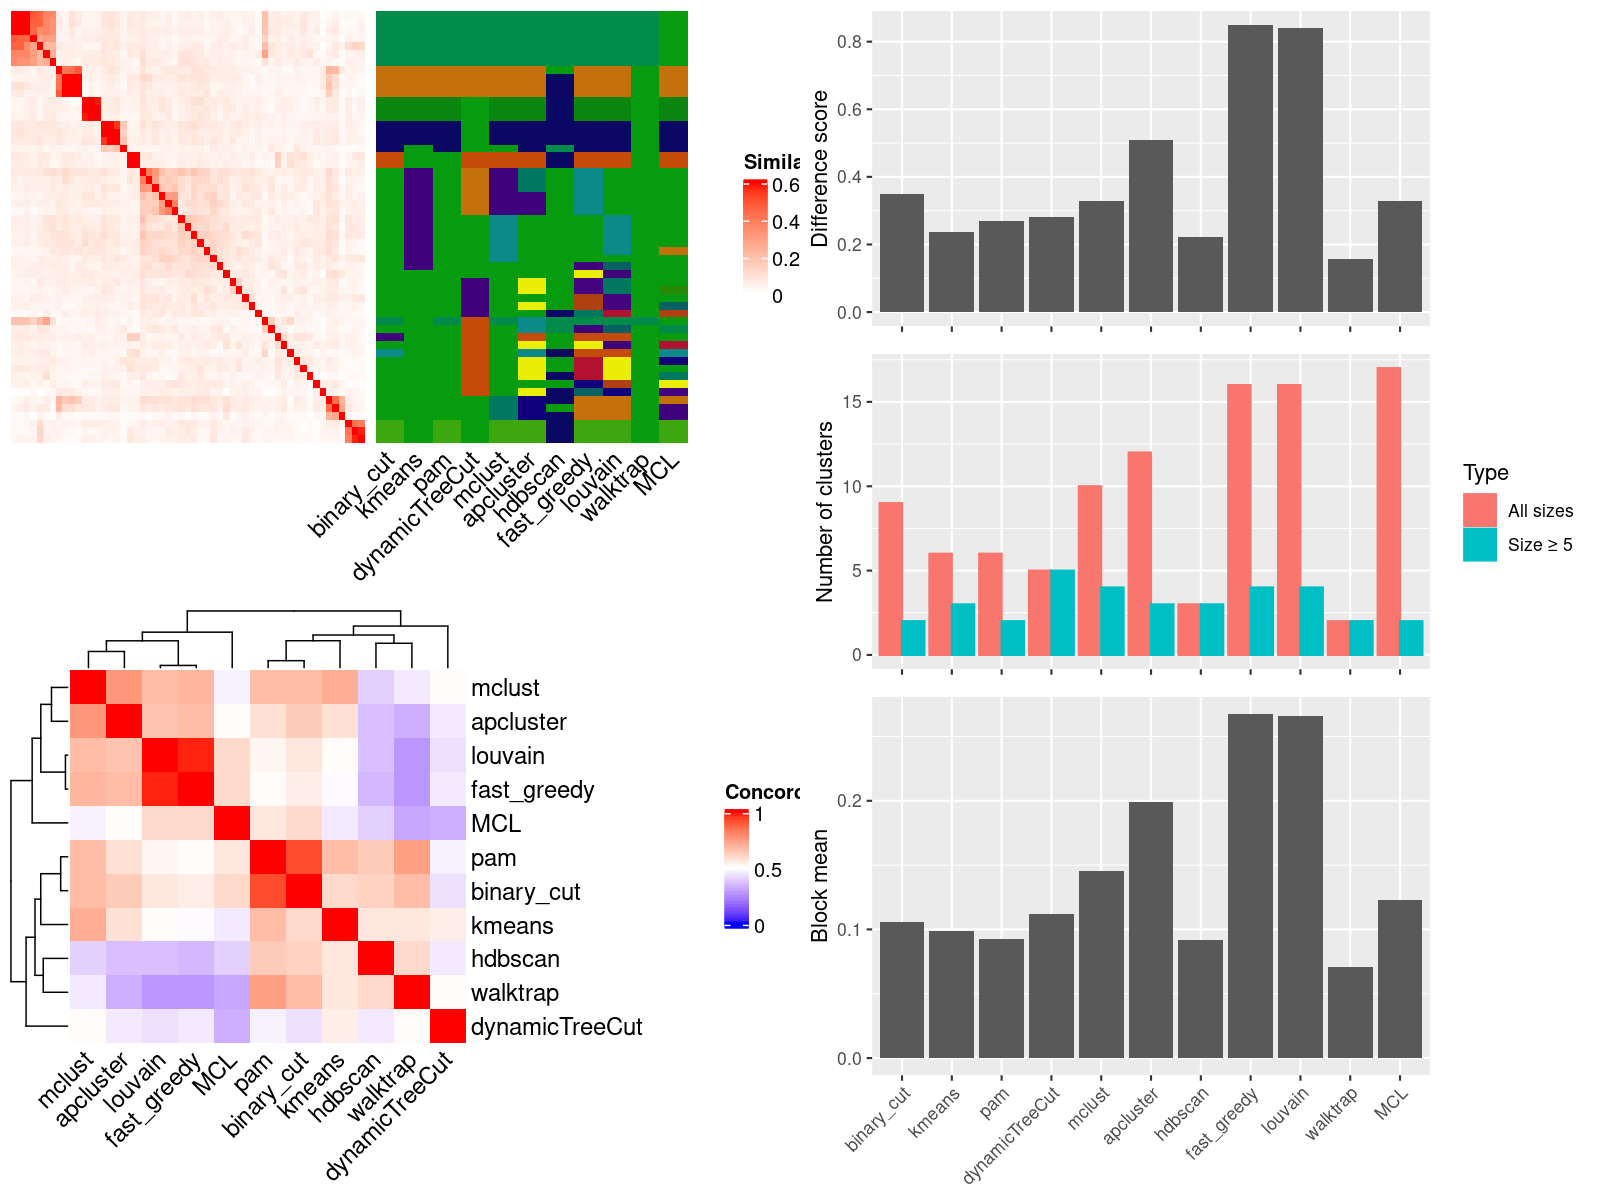 Simila
0.6
0.4
0.2
0
binary_cut
kmeans
pam
dynamicTreeCut
mclust
apcluster
hdbscan
fast_greedy
louvain
walktrap
MCL
Difference score
0.8
0.6
0.4
0.2
0.0
Number of clusters
15
10
5
0
Type
All sizes
Size ≥ 5
mclust
apcluster
louvain
fast_greedy
MCL
pam
binary_cut
kmeans
hdbscan
walktrap
dynamicTreeCut
mclust
apcluster
louvain
fast_greedy
MCL
pam
binary_cut
kmeans
hdbscan
walktrap
dynamicTreeCut
Concord
1
0.5
0
Block mean
0.2
0.1
0.0
binary_cut
kmeans
pam
dynamicTreeCut
mclust
apcluster
hdbscan
fast_greedy
louvain
walktrap
MCL